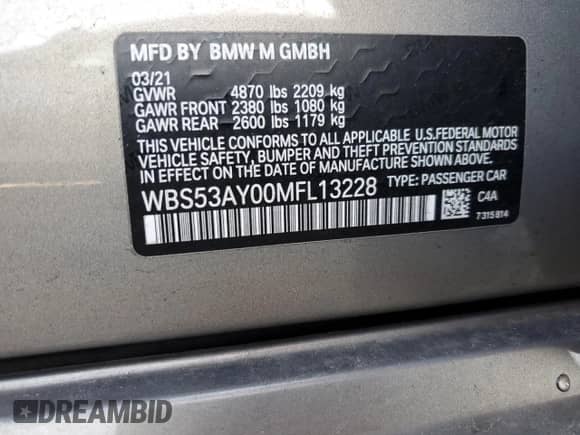 MFD BY BMW M GMBH
03/21
GVWR 4870 lbs 2209 kg
GAWR FRONT 2380 lbs 1080 kg
GAWR REAR 2600 lbs 1179 kg
THIS VEHICLE CONFORMS TO ALL APPLICABLE U.S.FEDERAL MOTOR
VEHICLE SAFETY, BUMPER, AND THEFT PREVENTION STANDARDS
IN EFFECT ON THE DATE OF MANUFACTURE SHOWN ABOVE.
WBS53AY00MFL13228 TYPE: PASSENGER CAR
C4A
7315814
DREAMBID